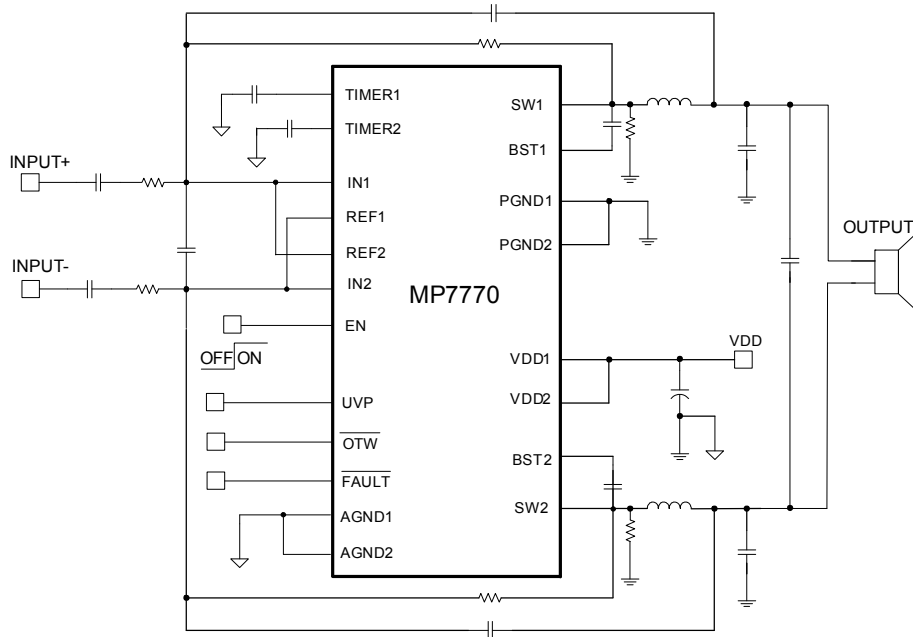 TIMER1
TIMER2
INPUT+
IN1
REF1
REF2
INPUT-
IN2
EN
OFF ON
UVP
OTW
FAULT
AGND1
AGND2
MP7770
SW1
BST1
PGND1
PGND2
VDD1
VDD2
BST2
SW2
VDD
OUTPUT